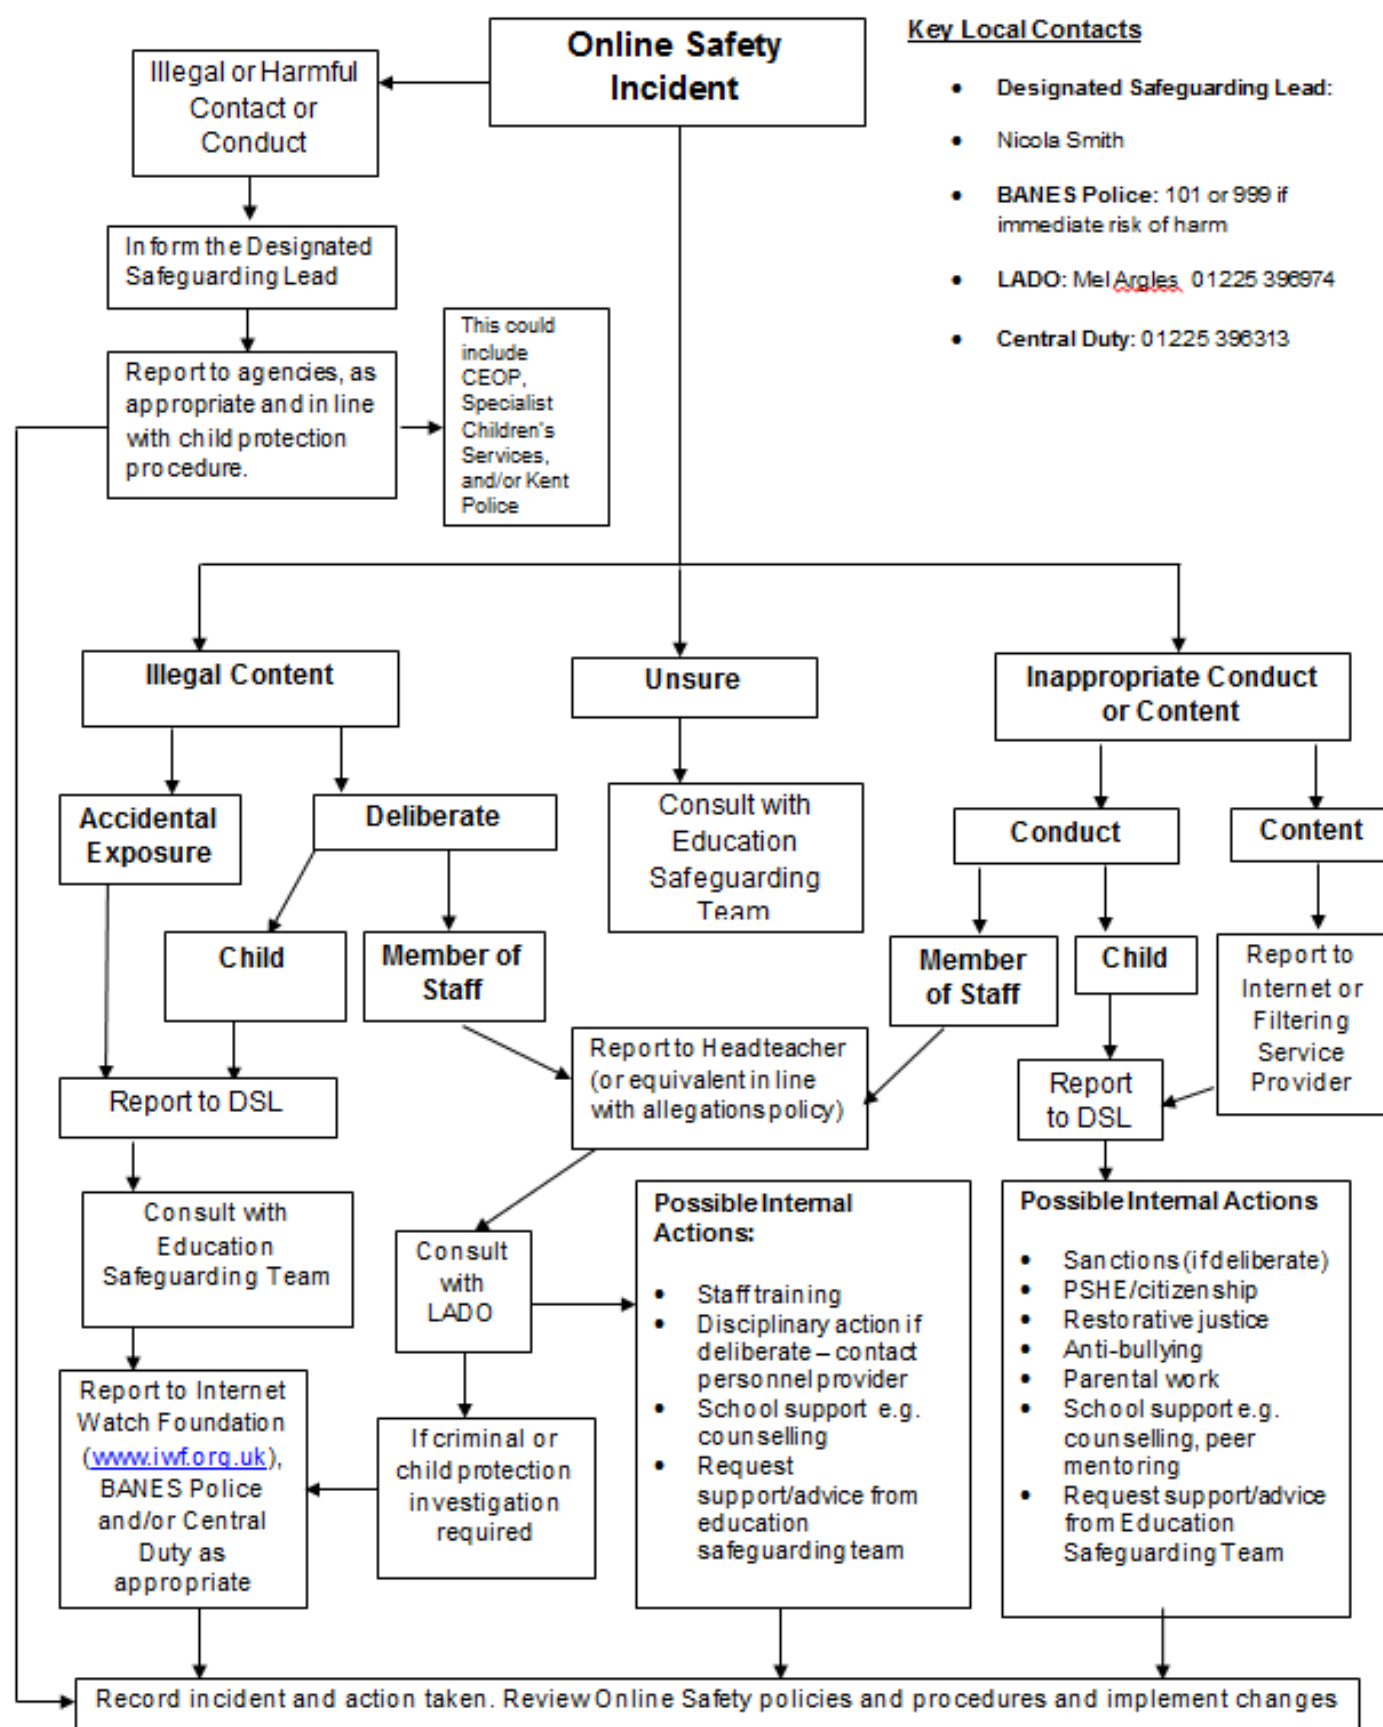 Online Safety
Incident
Key Local Contacts
• Designated Safeguarding Lead:
• Nicola Smith
• BANES Police: 101 or 999 if
immediate risk of harm
• LADO: Mel Argles 01225 396974
• Central Duty: 01225 396313
Illegal or Harmful
Contact or
Conduct
Inform the Designated
Safeguarding Lead
Report to agencies, as
appropriate and in line
with child protection
procedure.
This could
include
CEOP,
Specialist
Children's
Services,
and/or Kent
Police
Illegal Content
Unsure
Inappropriate Conduct
or Content
Accidental
Exposure
Deliberate
Consult with
Education
Safeguarding
Team
Conduct
Content
Child
Member of
Staff
Member
of Staff
Child
Report to
Internet or
Filtering
Service
Provider
Report to DSL
Report to Headteacher
(or equivalent in line
with allegations policy)
Report
to DSL
Consult with
Education
Safeguarding Team
Consult
with
LADO
Possible Internal
Actions:
• Staff training
• Disciplinary action if
deliberate – contact
personnel provider
• School support e.g.
counselling
• Request
support/advice from
education
safeguarding team
Possible Internal Actions
• Sanctions (if deliberate)
• PSHE/citizenship
• Restorative justice
• Anti-bullying
• Parental work
• School support e.g.
counselling, peer
mentoring
• Request support/advice
from Education
Safeguarding Team
Report to Internet
Watch Foundation
(www.iwf.org.uk),
BANES Police
and/or Central
Duty as
appropriate
If criminal or
child protection
investigation
required
Record incident and action taken. Review Online Safety policies and procedures and implement changes